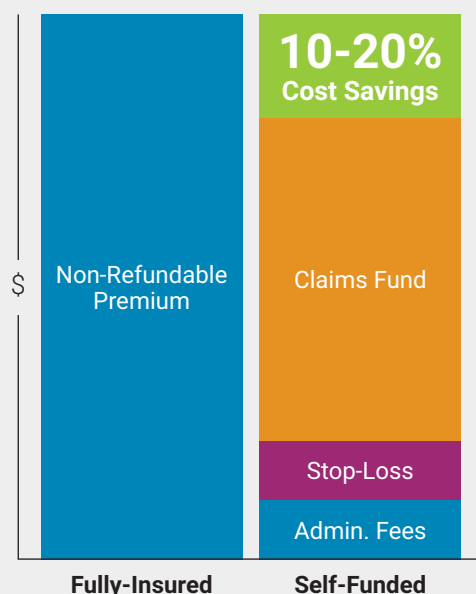 10-20%
Cost Savings
$
Non-Refundable
Premium
Claims Fund
Stop-Loss
Admin. Fees
Fully-Insured
Self-Funded